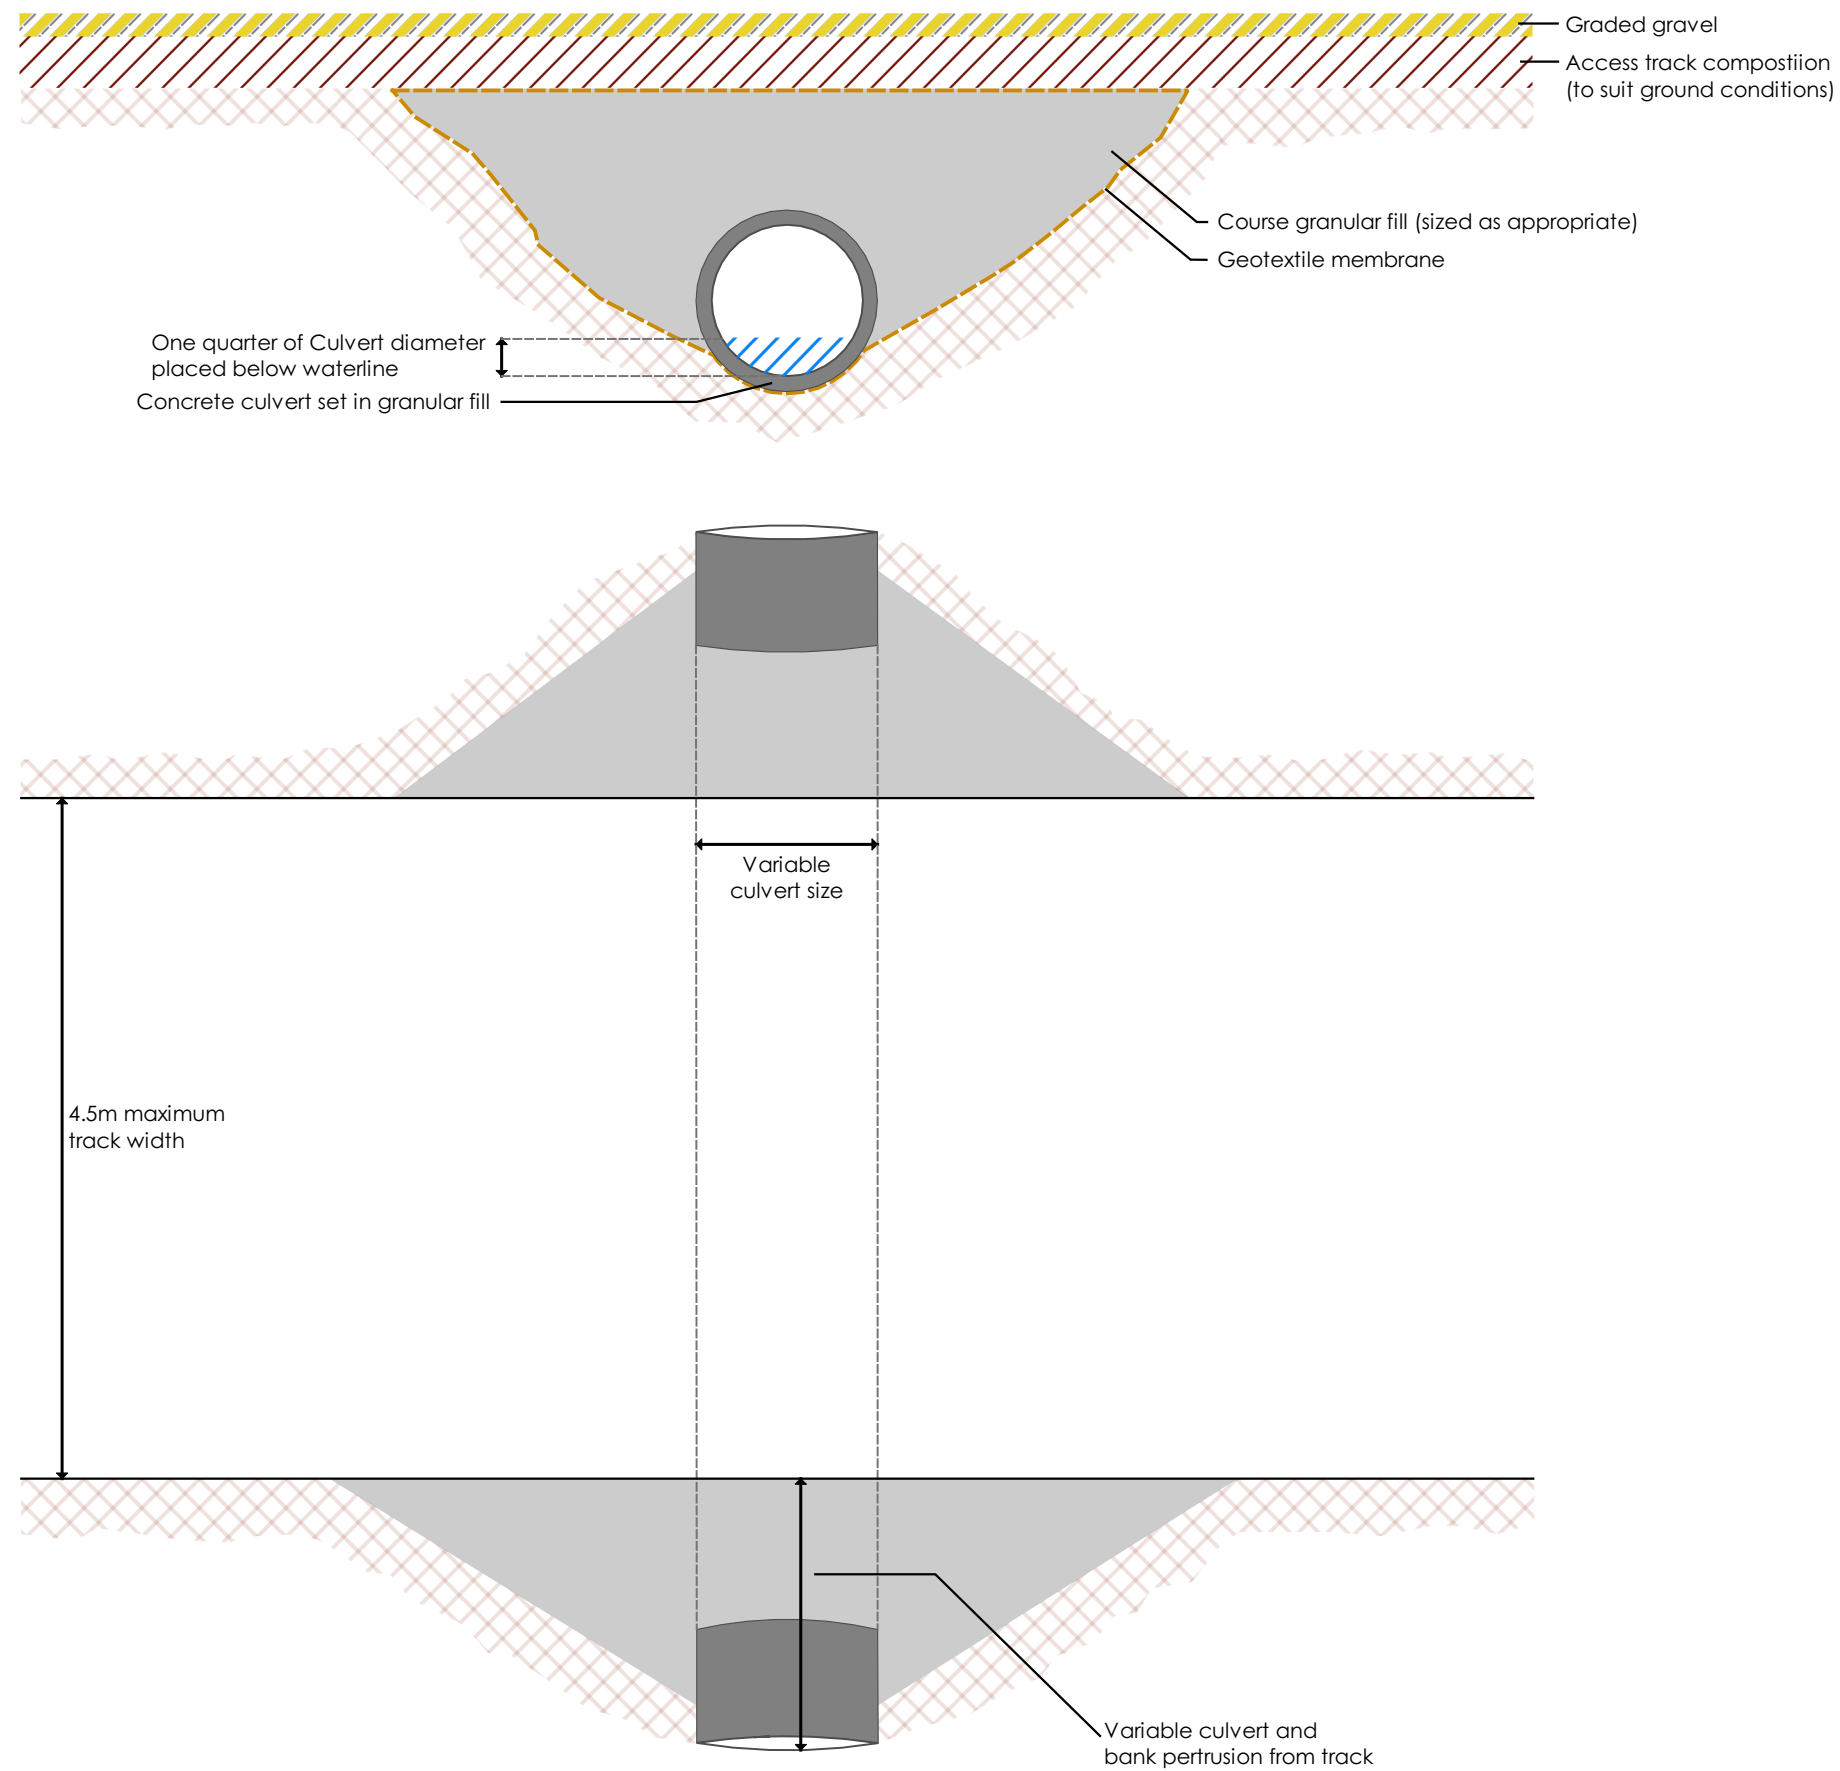 Graded gravel
Access track compostiion
(to suit ground conditions)
Course granular fill (sized as appropriate)
Geotextile membrane
One quarter of Culvert diameter
placed below waterline
Concrete culvert set in granular fill
Variable
culvert size
4.5m maximum
track width
Variable culvert and
bank pertrusion from track